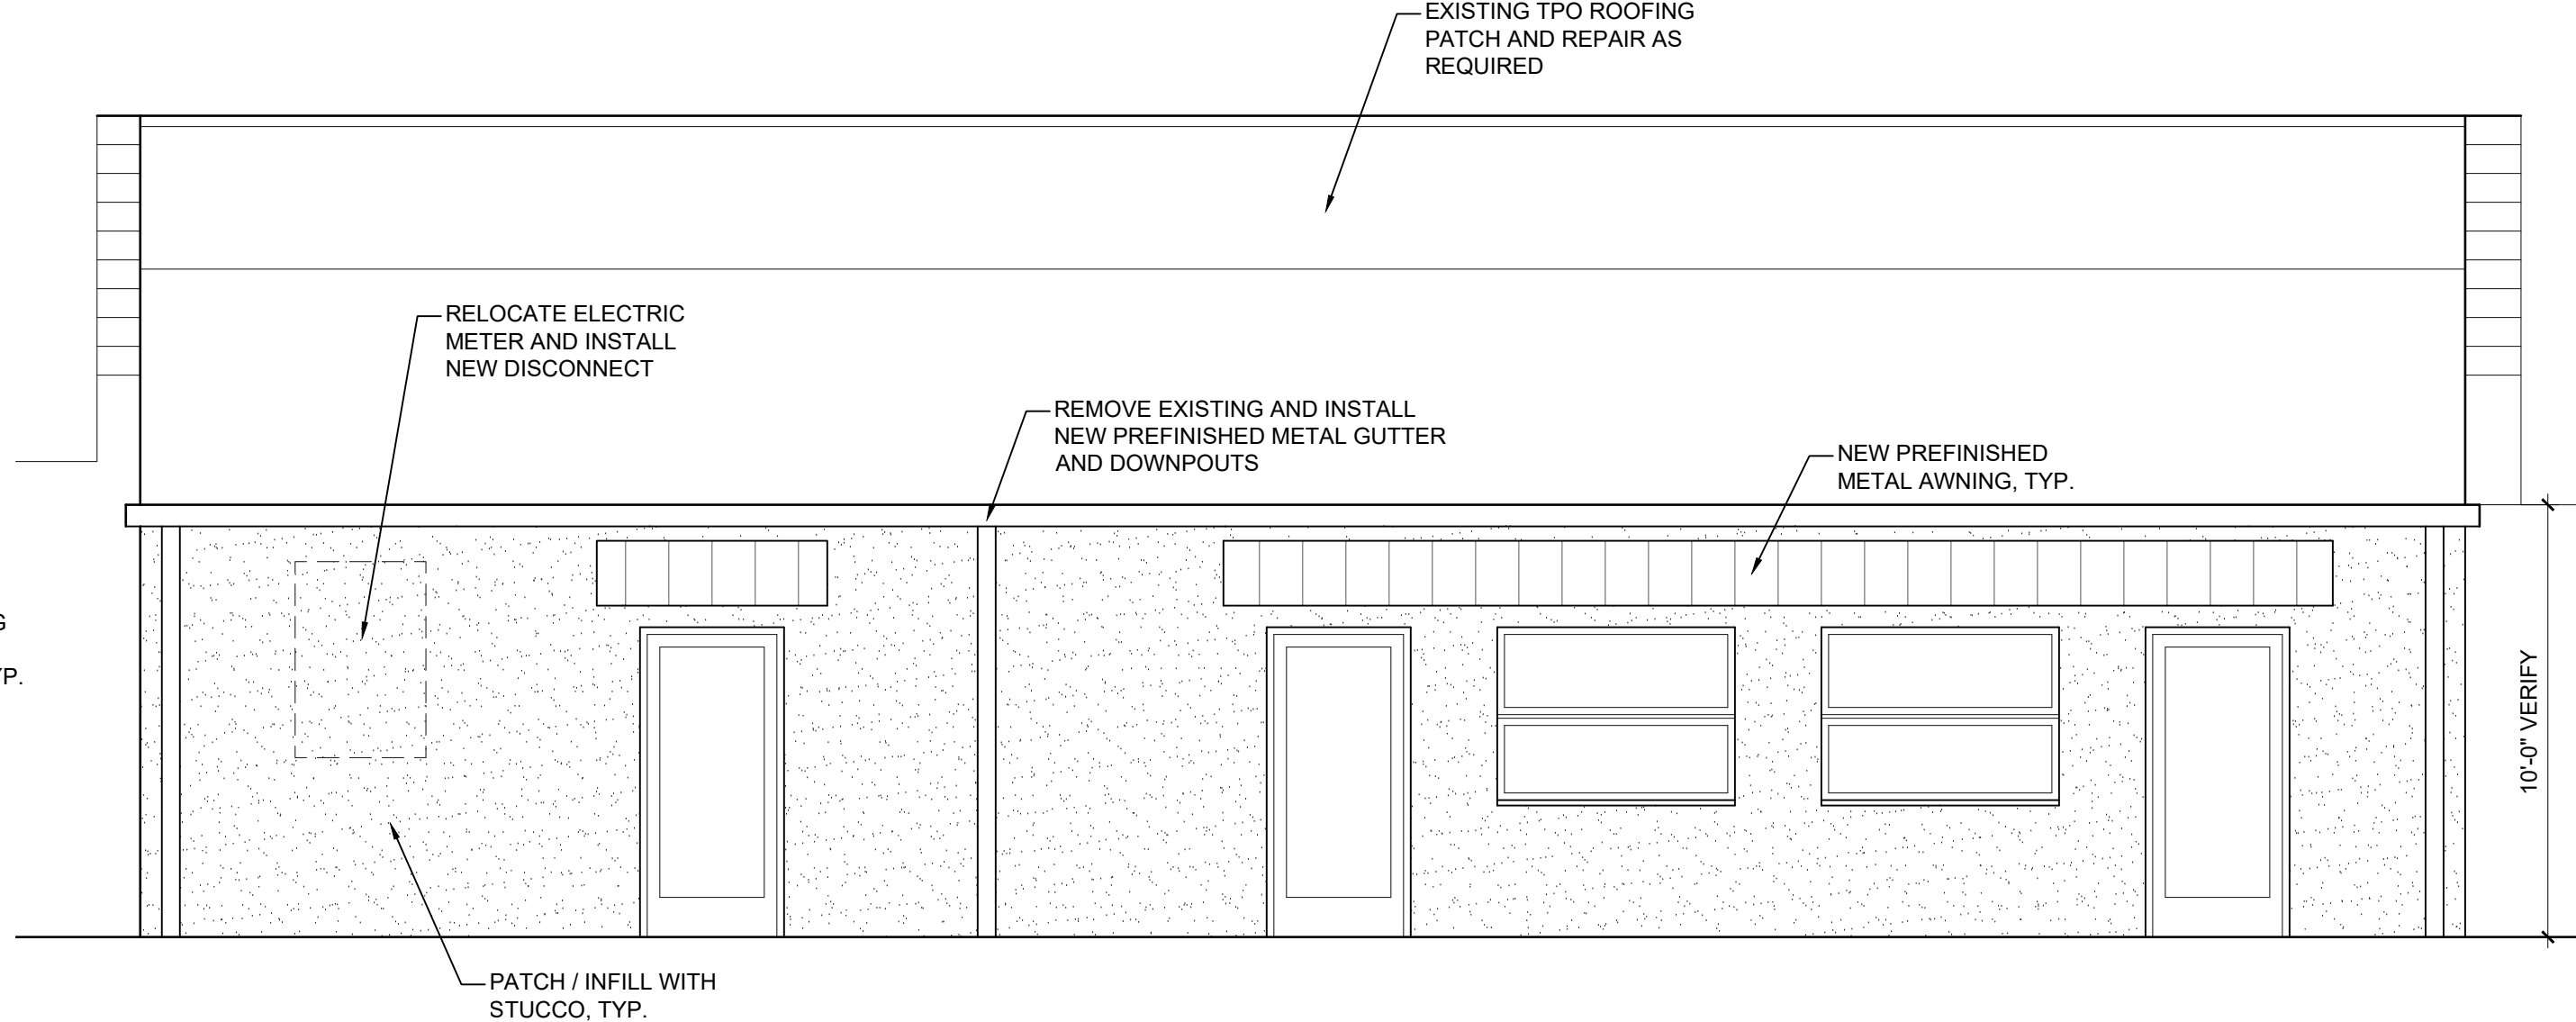 EXISTING TPO ROOFING
PATCH AND REPAIR AS
REQUIRED
RELOCATE ELECTRIC
METER AND INSTALL
NEW DISCONNECT
REMOVE EXISTING AND INSTALL
NEW PREFINISHED METAL GUTTER
AND DOWNPOUTS
NEW PREFINISHED
METAL AWNING, TYP.
10'-0" VERIFY
PATCH / INFILL WITH
STUCCO, TYP.